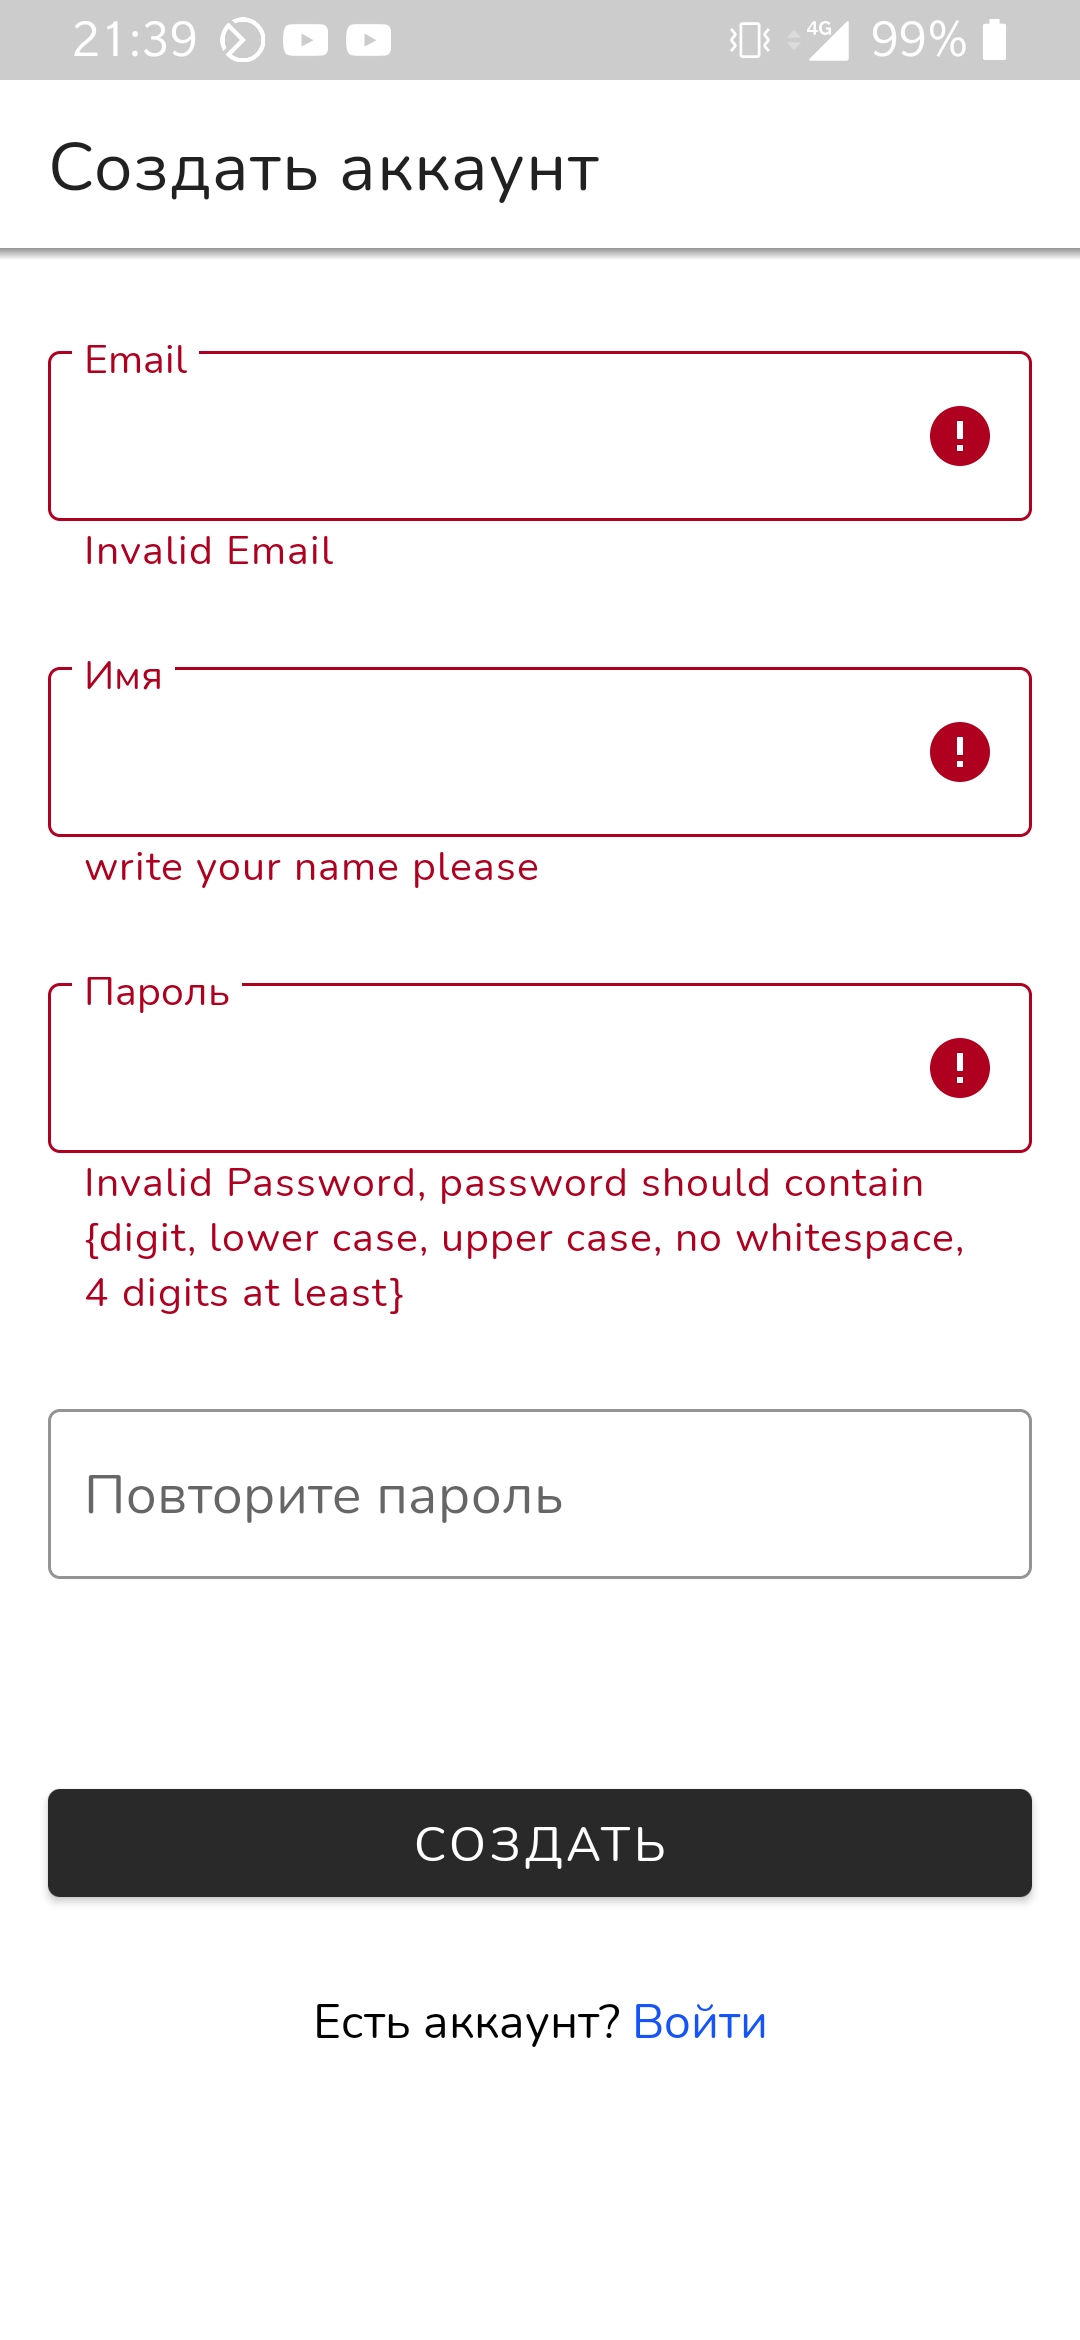 21:39 4G 99%
Создать аккаунт
Email
Invalid Email
Имя
write your name please
Пароль
Invalid Password, password should contain
{digit, lower case, upper case, no whitespace,
4 digits at least}
Повторите пароль
СОЗДАТЬ
Есть аккаунт? Войти